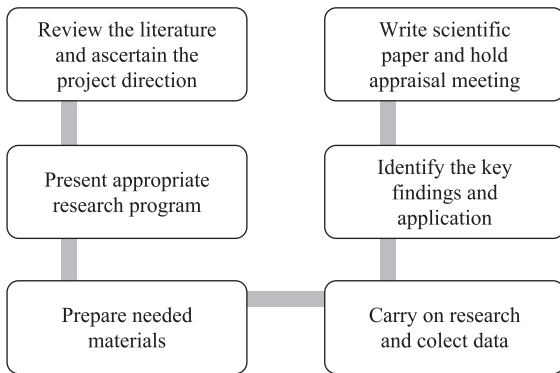 Review the literature
and ascertain the
project direction
Present appropriate
research program
Prepare needed
materials
Carry on research
and colect data
Identify the key
findings and
application
Write scientific
paper and hold
appraisal meeting